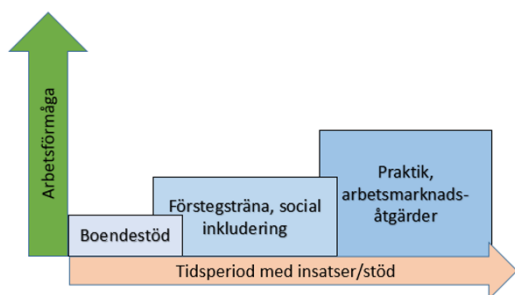 Arbetsförmåga
Praktik,
arbetsmarknads-
åtgärder
Förstegsträna, social
inkludering
Boendestöd
Tidsperiod med insatser/stöd